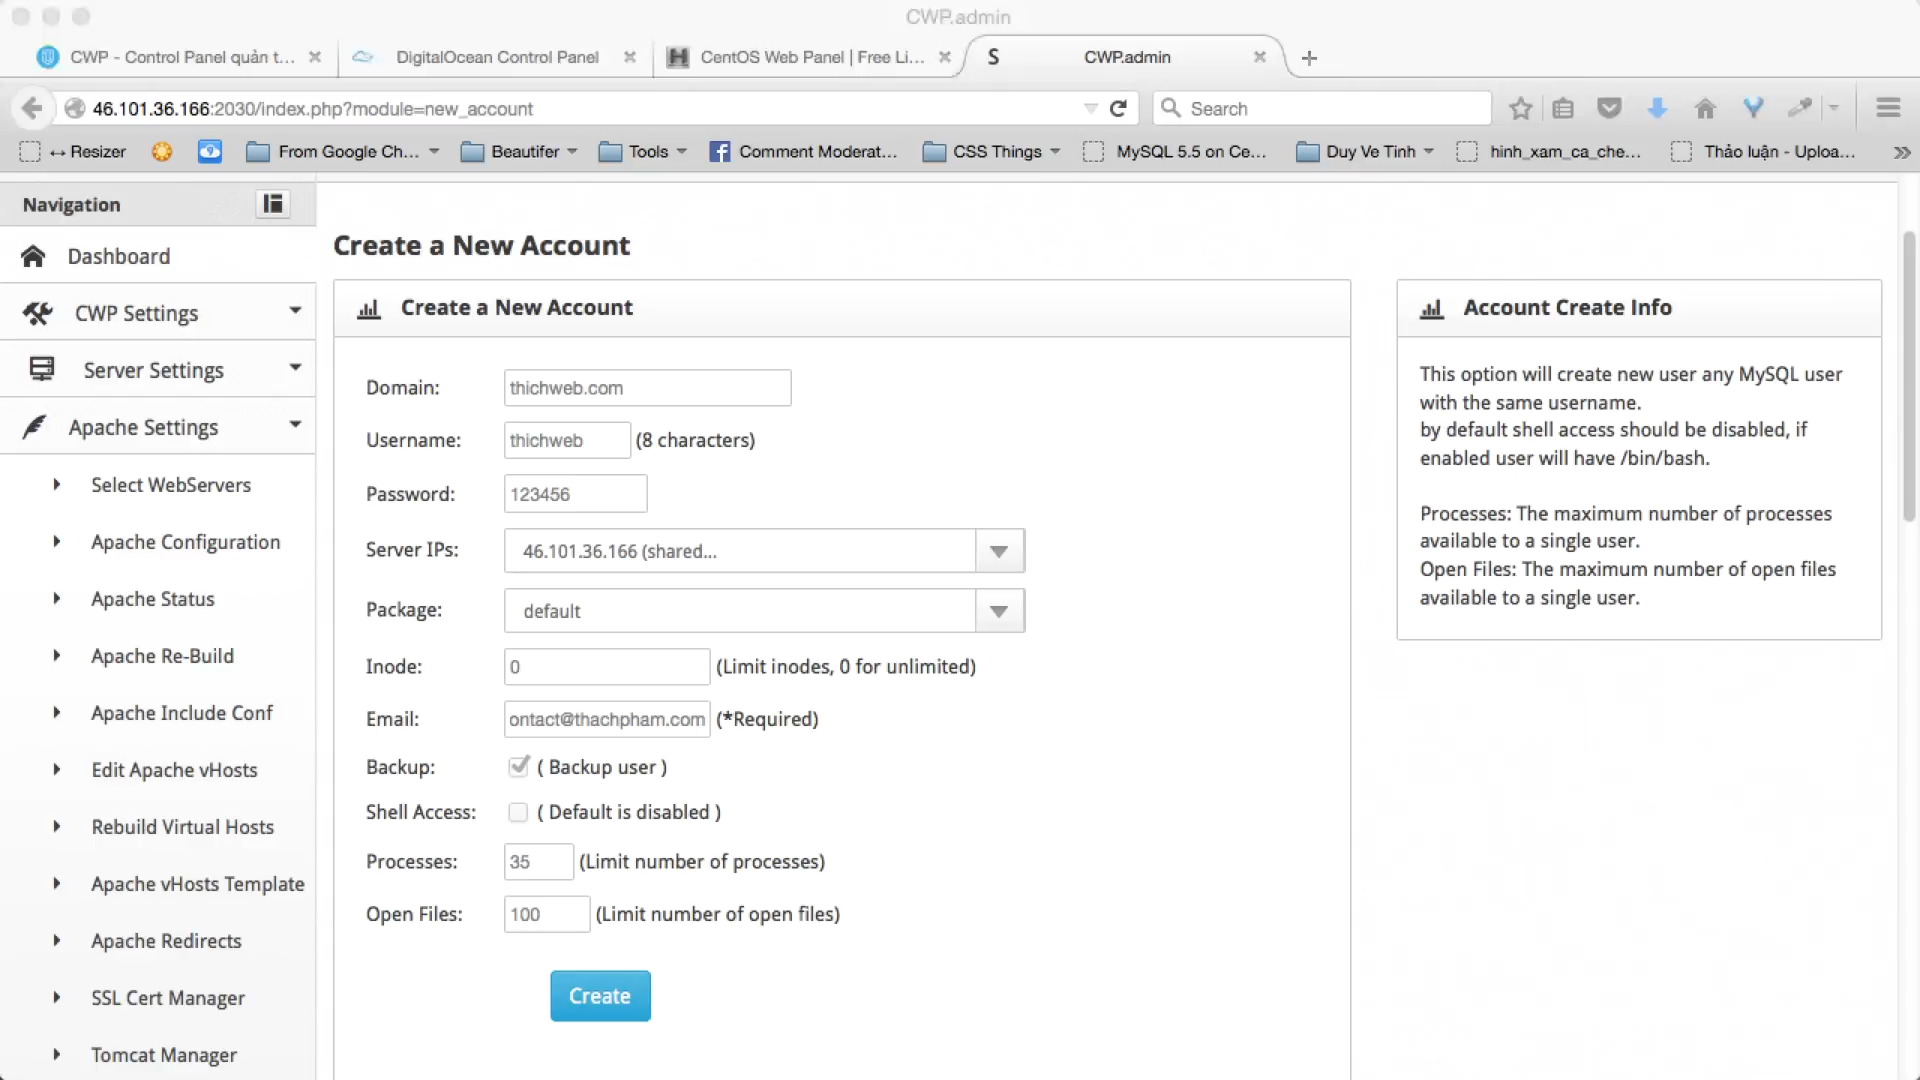 CWP.admin
CWP - Control Panel quản t...
DigitalOcean Control Panel
CentOS Web Panel | Free Li...
S CWP.admin
46.101.36.166:2030/index.php?module=new_account
Search
↔ Resizer
From Google Ch...
Beautifer
Tools
Comment Moderat...
CSS Things
MySQL 5.5 on Ce...
Duy Ve Tinh
hinh_xam_ca_che...
Thảo luận - Uploa...
Navigation
Dashboard
CWP Settings
Server Settings
Apache Settings
Select WebServers
Apache Configuration
Apache Status
Apache Re-Build
Apache Include Conf
Edit Apache vHosts
Rebuild Virtual Hosts
Apache vHosts Template
Apache Redirects
SSL Cert Manager
Tomcat Manager
Create a New Account
Create a New Account
Domain: thichweb.com
Username: thichweb (8 characters)
Password: 123456
Server IPs: 46.101.36.166 (shared...
Package: default
Inode: 0 (Limit inodes, 0 for unlimited)
Email: ontact@thachpham.com (*Required)
Backup: ( Backup user )
Shell Access: ( Default is disabled )
Processes: 35 (Limit number of processes)
Open Files: 100 (Limit number of open files)
Create
Account Create Info
This option will create new user any MySQL user
with the same username.
by default shell access should be disabled, if
enabled user will have /bin/bash.
Processes: The maximum number of processes
available to a single user.
Open Files: The maximum number of open files
available to a single user.